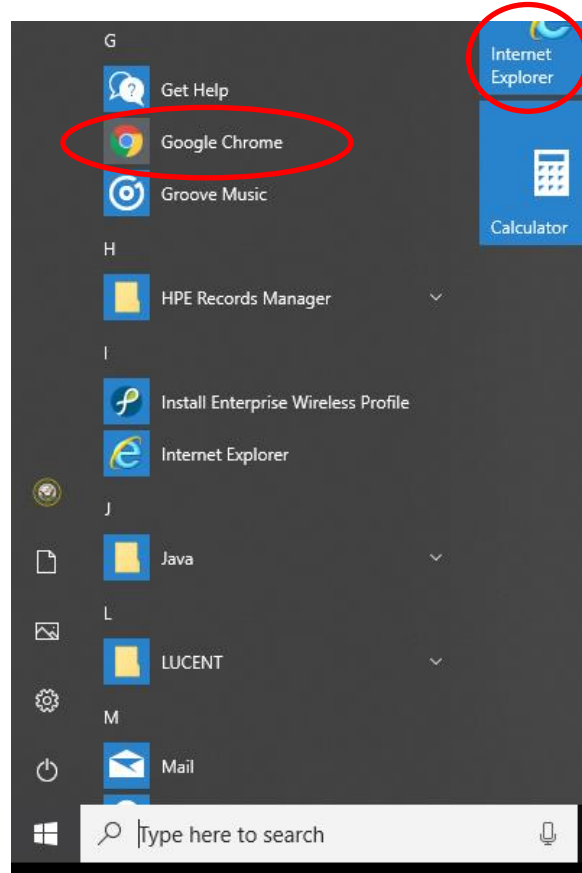 G
Get Help
Google Chrome
Groove Music
H
HPE Records Manager
I
Install Enterprise Wireless Profile
Internet Explorer
J
Java
L
LUCENT
M
Mail
Type here to search
Internet
Explorer
Calculator